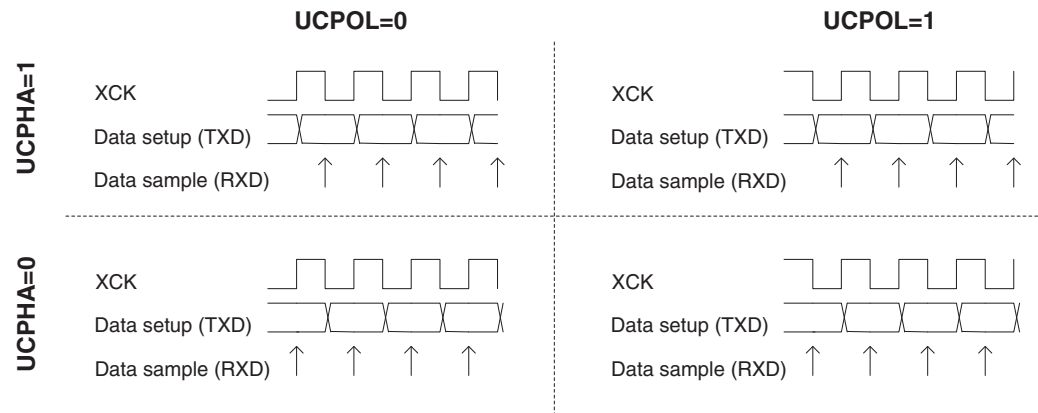 UCPOL=0 UCPOL=1
UCPHA=1
XCK
Data setup (TXD)
Data sample (RXD)
XCK
Data setup (TXD)
Data sample (RXD)
UCPHA=0
XCK
Data setup (TXD)
Data sample (RXD)
XCK
Data setup (TXD)
Data sample (RXD)